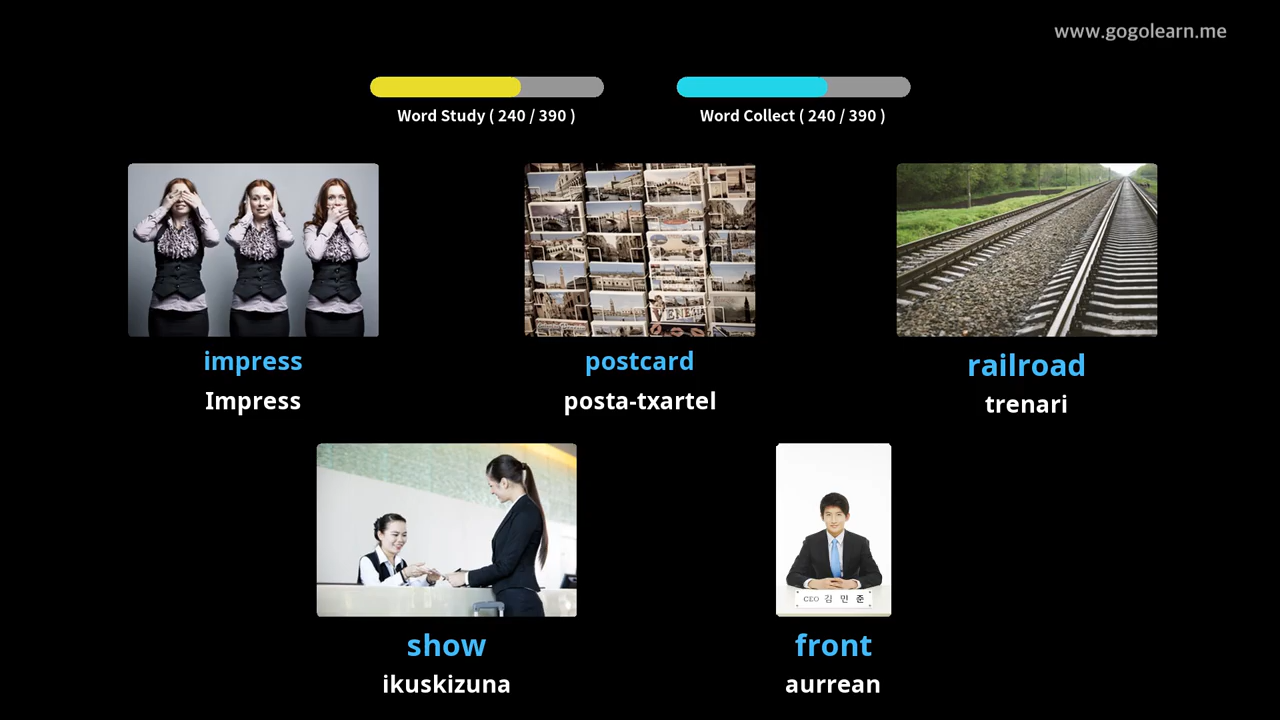 www.gogolearn.me
Word Study ( 240 / 390 )
Word Collect ( 240 / 390 )
impress
Impress
postcard
posta-txartel
VENEZ
railroad
trenari
show
ikuskizuna
CEO 김 민 준
front
aurrean